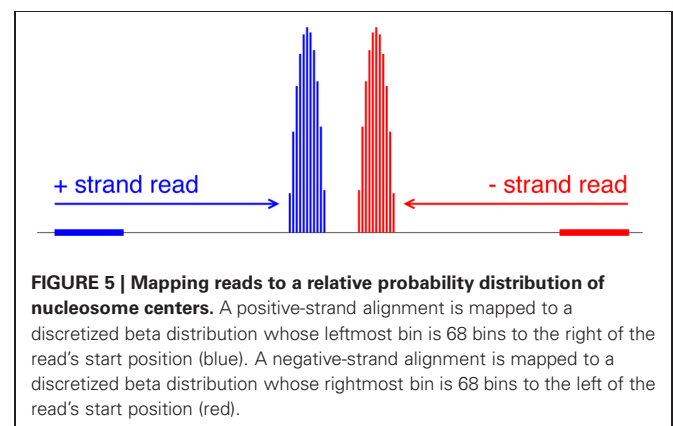 + strand read
- strand read
FIGURE 5 | Mapping reads to a relative probability distribution of
nucleosome centers. A positive-strand alignment is mapped to a
discretized beta distribution whose leftmost bin is 68 bins to the right of the
read's start position (blue). A negative-strand alignment is mapped to a
discretized beta distribution whose rightmost bin is 68 bins to the left of the
read's start position (red).